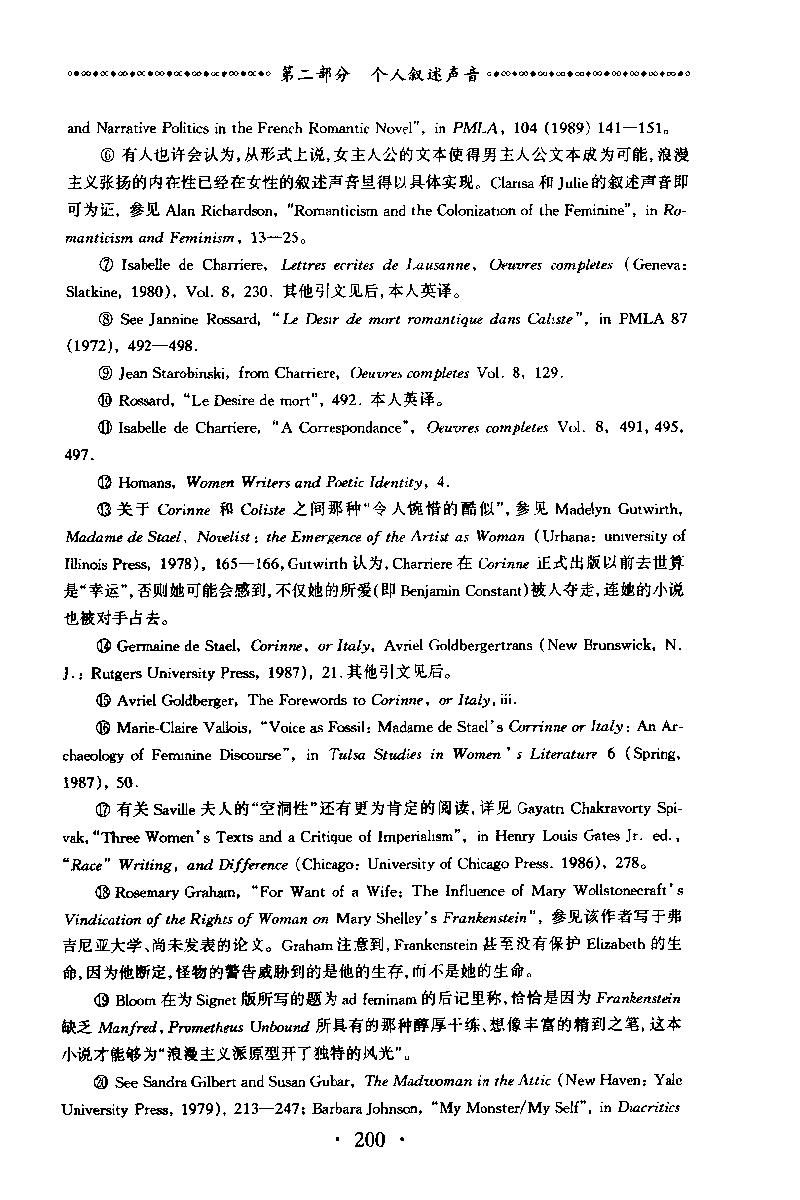 第二部分 个人叙述声音
and Narrative Politics in the French Romantic Novel", in PMLA, 104 (1989) 141—151。
⑥ 有人也许会认为,从形式上说,女主人公的文本使得男主人公文本成为可能,浪漫
主义张扬的内在性已经在女性的叙述声音里得以具体实现。Clarisa 和 Julie 的叙述声音即
可为证, 参见 Alan Richardson, "Romanticism and the Colonization of the Feminine", in Ro-
manticism and Feminism, 13—25。
⑦ Isabelle de Charriere, Lettres ecrites de Lausanne, Oeuvres completes (Geneva:
Slatkine, 1980), Vol. 8, 230. 其他引文见后,本人英译。
⑧ See Jannine Rossard, "Le Desir de mort romantique dans Caliste", in PMLA 87
(1972), 492—498.
⑨ Jean Starobinski, from Charriere, Oeuvres completes Vol. 8, 129.
⑩ Rossard, "Le Desire de mort", 492. 本人英译。
⑪ Isabelle de Charriere, "A Correspondance", Oeuvres completes Vol. 8, 491, 495,
497.
⑫ Homans, Women Writers and Poetic Identity, 4.
⑬ 关于 Corinne 和 Coliste 之间那种"令人惋惜的酷似", 参见 Madelyn Gutwirth,
Madame de Stael, Novelist: the Emergence of the Artist as Woman (Urhana: university of
Illinois Press, 1978), 165—166, Gutwirth 认为, Charriere 在 Corinne 正式出版以前去世算
是"幸运",否则她可能会感到,不仅她的所爱(即 Benjamin Constant)被人夺走,连她的小说
也被对手占去。
⑭ Germaine de Stael, Corinne, or Italy, Avriel Goldbergertrans (New Brunswick, N.
J.: Rutgers University Press, 1987), 21.其他引文见后。
⑮ Avriel Goldberger, The Forewords to Corinne, or Italy, iii.
⑯ Marie-Claire Vallois, "Voice as Fossil: Madame de Stael's Corrinne or Italy: An Ar-
chaeology of Feminine Discourse", in Tulsa Studies in Women's Literature 6 (Spring,
1987), 50.
⑰ 有关 Saville 夫人的"空洞性"还有更为肯定的阅读,详见 Gayatri Chakravorty Spi-
vak, "Three Women's Texts and a Critique of Imperialism", in Henry Louis Gates Jr. ed.,
"Race" Writing, and Difference (Chicago: University of Chicago Press. 1986), 278。
⑱ Rosemary Graham, "For Want of a Wife: The Influence of Mary Wollstonecraft's
Vindication of the Rights of Woman on Mary Shelley's Frankenstein", 参见该作者写于弗
吉尼亚大学、尚未发表的论文。Graham 注意到, Frankenstein 甚至没有保护 Elizabeth 的生
命,因为他断定,怪物的警告威胁到的是他的生存,而不是她的生命。
⑲ Bloom 在为 Signet 版所写的题为 ad feminam 的后记里称,恰恰是因为 Frankenstein
缺乏 Manfred, Prometheus Unbound 所具有的那种醇厚干练、想像丰富的精到之笔,这本
小说才能够为"浪漫主义派原型开了独特的风光"。
⑳ See Sandra Gilbert and Susan Gubar, The Madwoman in the Attic (New Haven: Yale
University Press, 1979), 213—247; Barbara Johnson, "My Monster/My Self", in Diacritics
· 200 ·